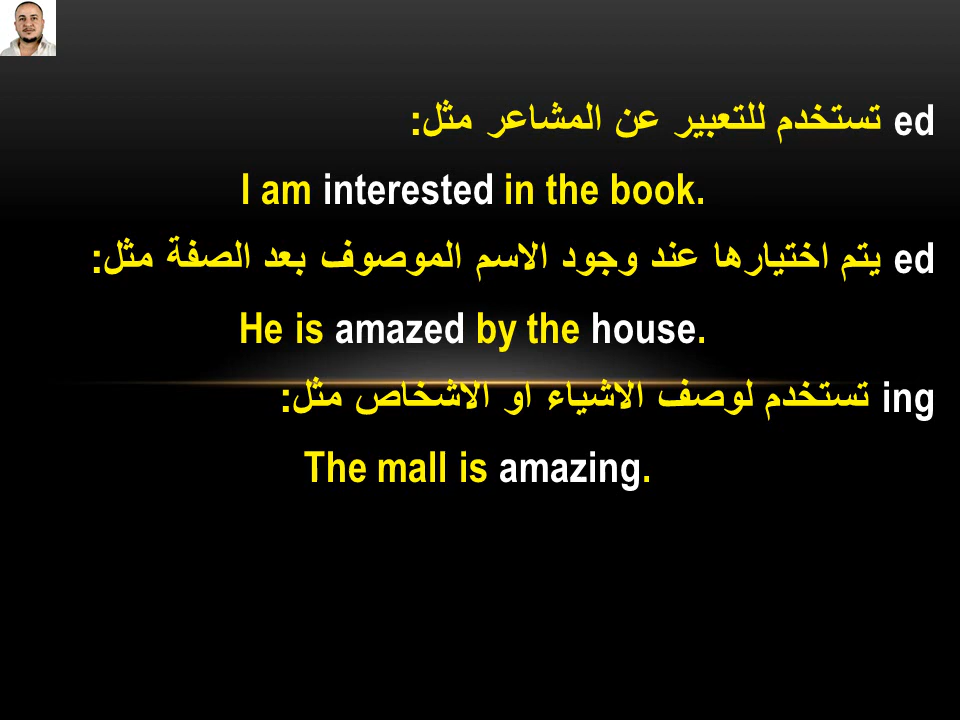 ed تستخدم للتعبير عن المشاعر مثل:
I am interested in the book.
ed يتم اختيارها عند وجود الاسم الموصوف بعد الصفة مثل:
He is amazed by the house.
ing تستخدم لوصف الاشياء او الاشخاص مثل:
The mall is amazing.